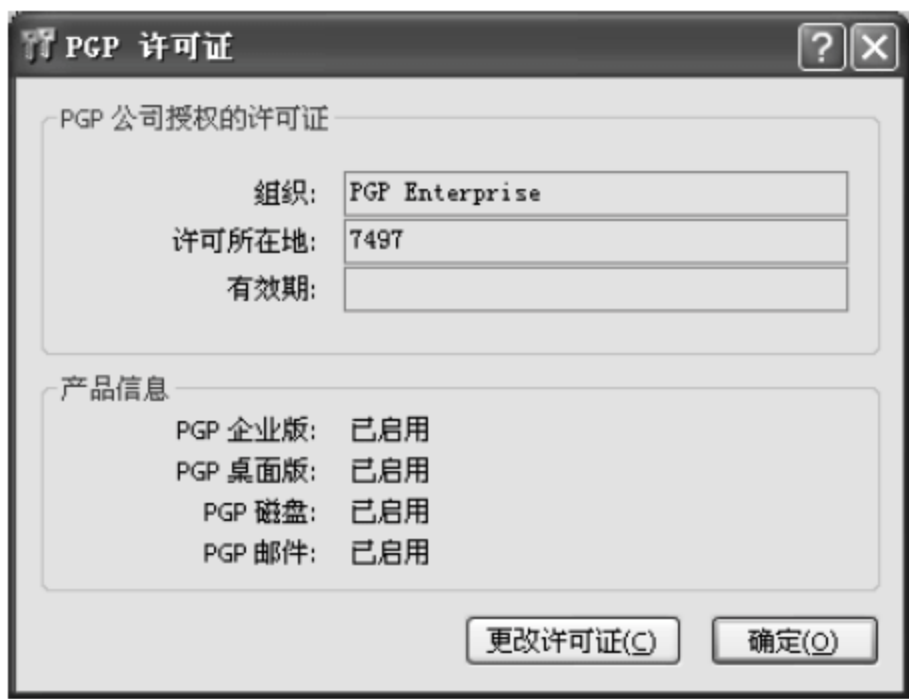 PGP 许可证
PGP 公司授权的许可证
组织: PGP Enterprise
许可所在地: 7497
有效期:
产品信息
PGP 企业版: 已启用
PGP 桌面版: 已启用
PGP 磁盘: 已启用
PGP 邮件: 已启用
更改许可证(C) 确定(O)